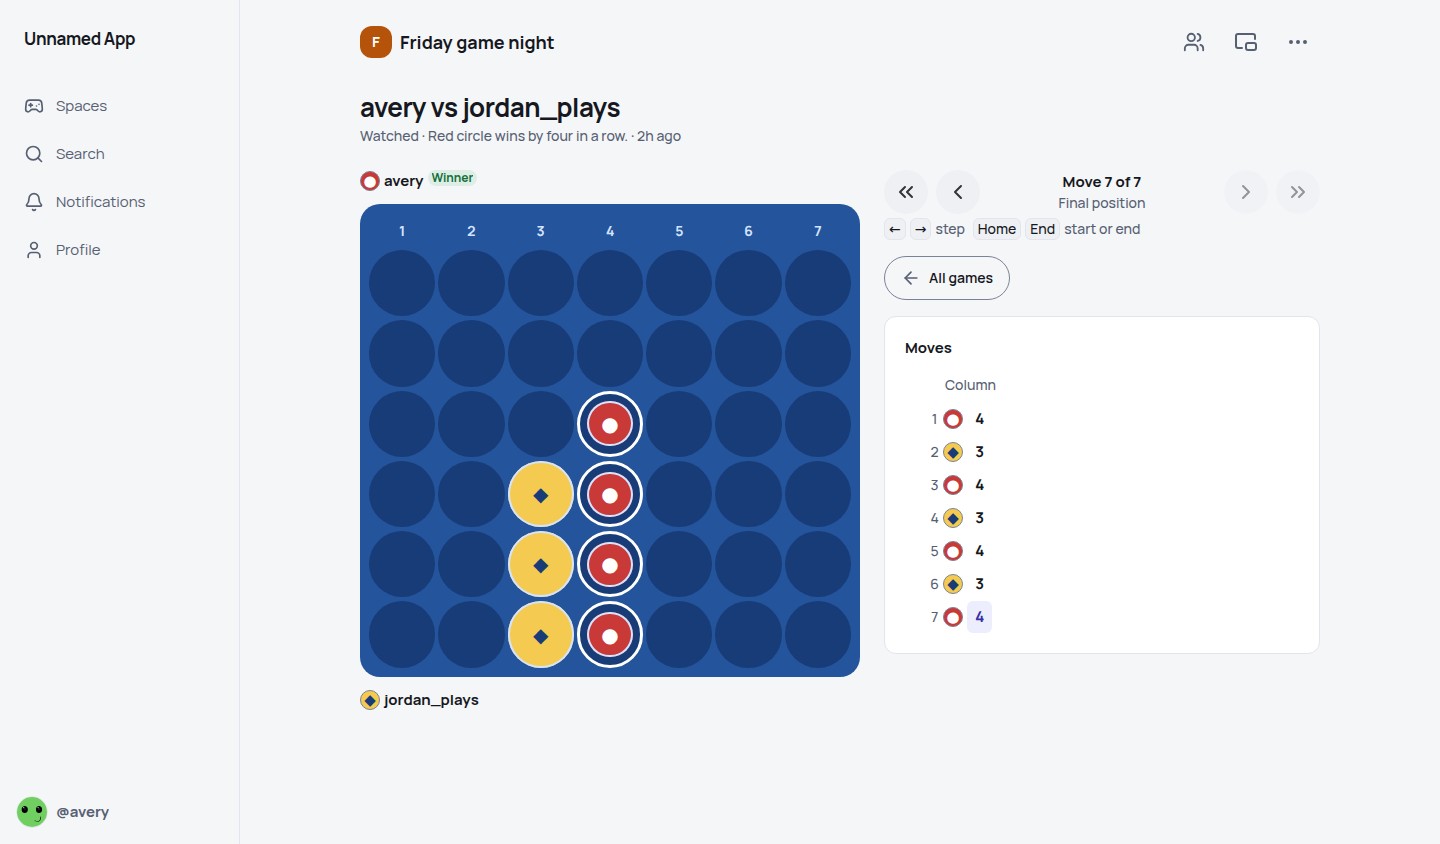 Unnamed App
Spaces
Search
Notifications
Profile
@avery
F Friday game night
avery vs jordan_plays
Watched · Red circle wins by four in a row. · 2h ago
avery Winner
1 2 3 4 5 6 7
jordan_plays
Move 7 of 7
Final position
← → step Home End start or end
All games
Moves
Column
1 4
2 3
3 4
4 3
5 4
6 3
7 4